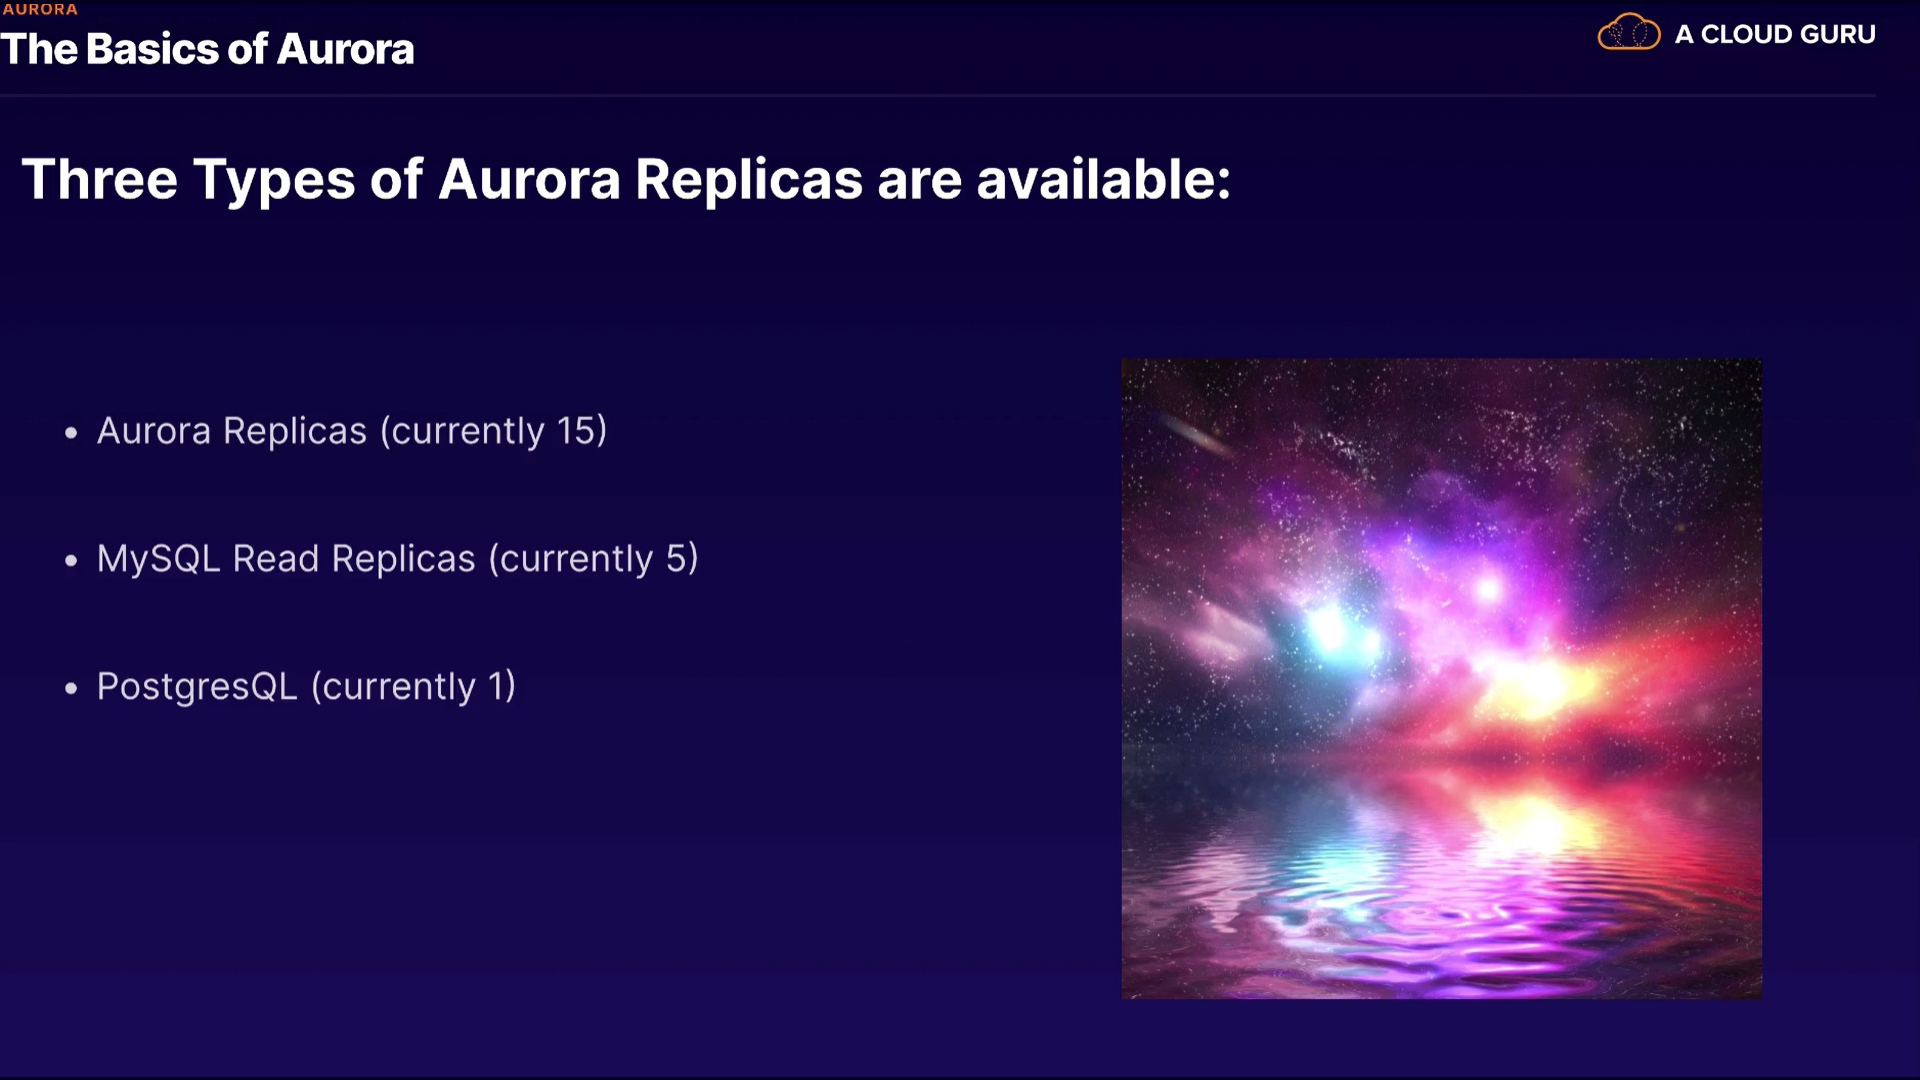 AURORA
The Basics of Aurora
A CLOUD GURU
Three Types of Aurora Replicas are available:
• Aurora Replicas (currently 15)
• MySQL Read Replicas (currently 5)
• PostgresQL (currently 1)